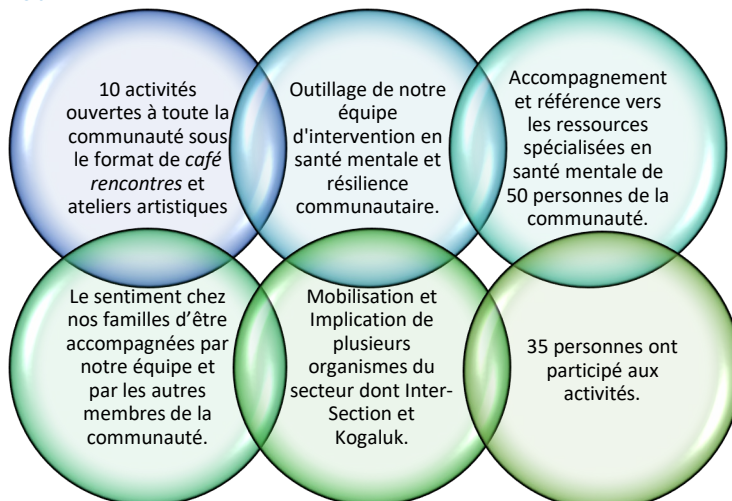 10 activités
ouvertes à toute la
communauté sous
le format de café
rencontres et
ateliers artistiques
Outillage de notre
équipe
d'intervention en
santé mentale et
résilience
communautaire.
Accompagnement
et référence vers
les ressources
spécialisées en
santé mentale de
50 personnes de la
communauté.
Le sentiment chez
nos familles d’être
accompagnées par
notre équipe et
par les autres
membres de la
communauté.
Mobilisation et
Implication de
plusieurs
organismes du
secteur dont Inter-
Section et
Kogaluk.
35 personnes ont
participé aux
activités.